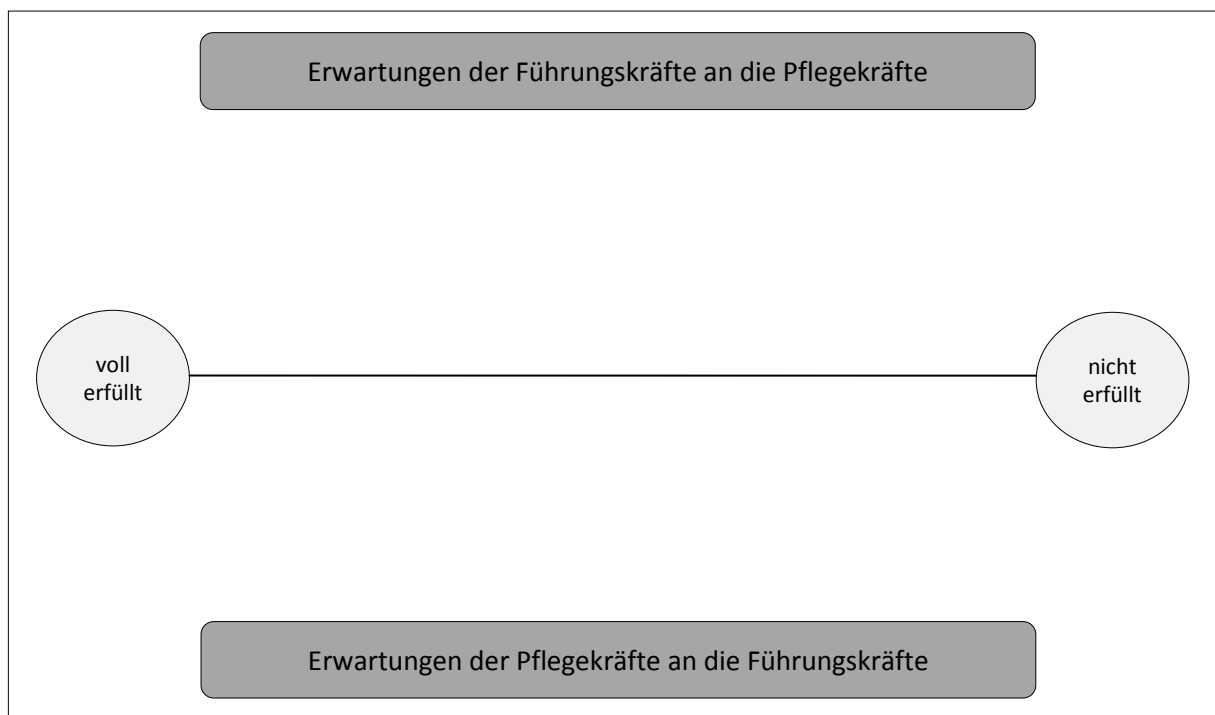 Erwartungen der Führungskräfte an die Pflegekräfte
voll
erfüllt
nicht
erfüllt
Erwartungen der Pflegekräfte an die Führungskräfte